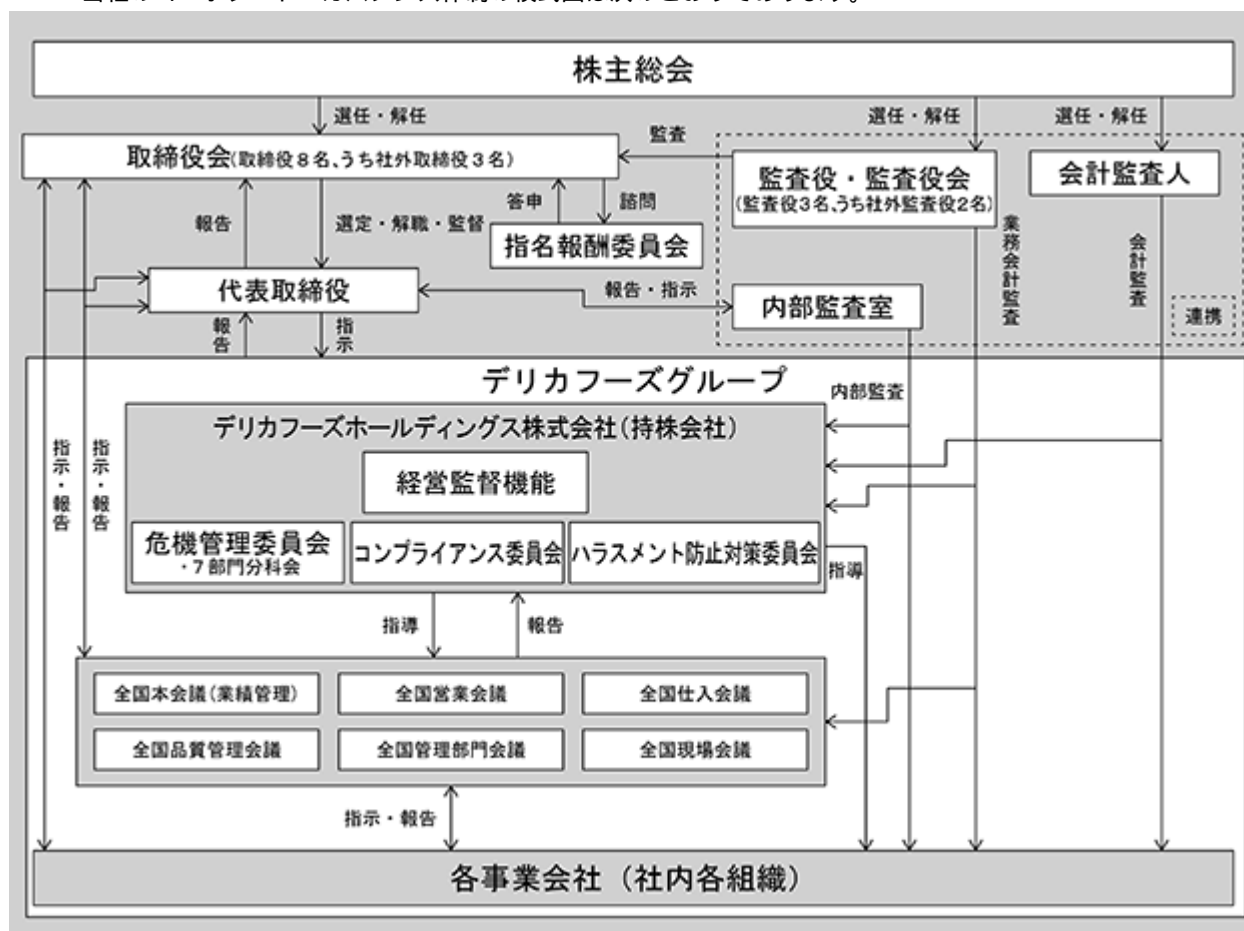 株主総会
選任・解任
選任・解任
選任・解任
監査
取締役会(取締役8名、うち社外取締役3名)
監査役・監査役会
(監査役3名、うち社外監査役2名)
会計監査人
報告
選定・解職・監督
答申
諮問
指名報酬委員会
業務会計監査
会計監査
代表取締役
報告・指示
内部監査室
連携
報告
指示
デリカフーズグループ
内部監査
デリカフーズホールディングス株式会社(持株会社)
経営監督機能
指示・報告
指示・報告
危機管理委員会
・7部門分科会
コンプライアンス委員会
ハラスメント防止対策委員会
指導
指導
報告
全国本会議(業績管理)
全国営業会議
全国仕入会議
全国品質管理会議
全国管理部門会議
全国現場会議
指示・報告
各事業会社(社内各組織)